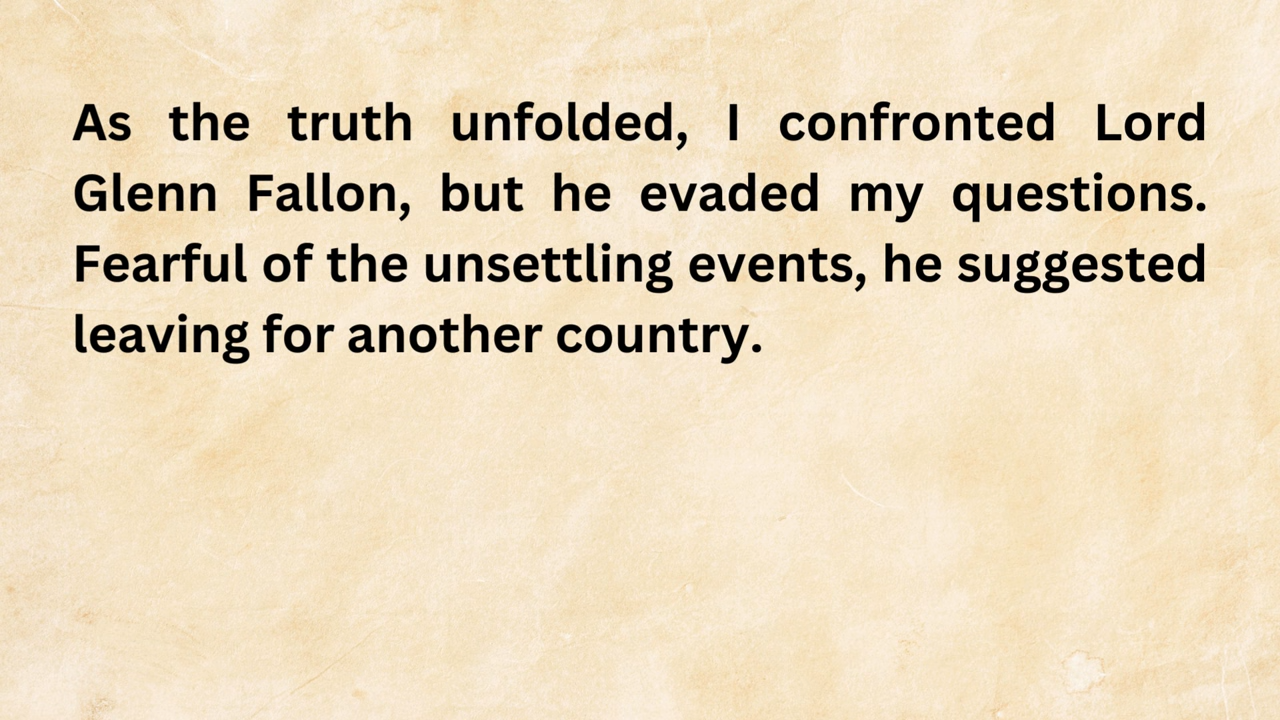 As the truth unfolded, I confronted Lord
Glenn Fallon, but he evaded my questions.
Fearful of the unsettling events, he suggested
leaving for another country.